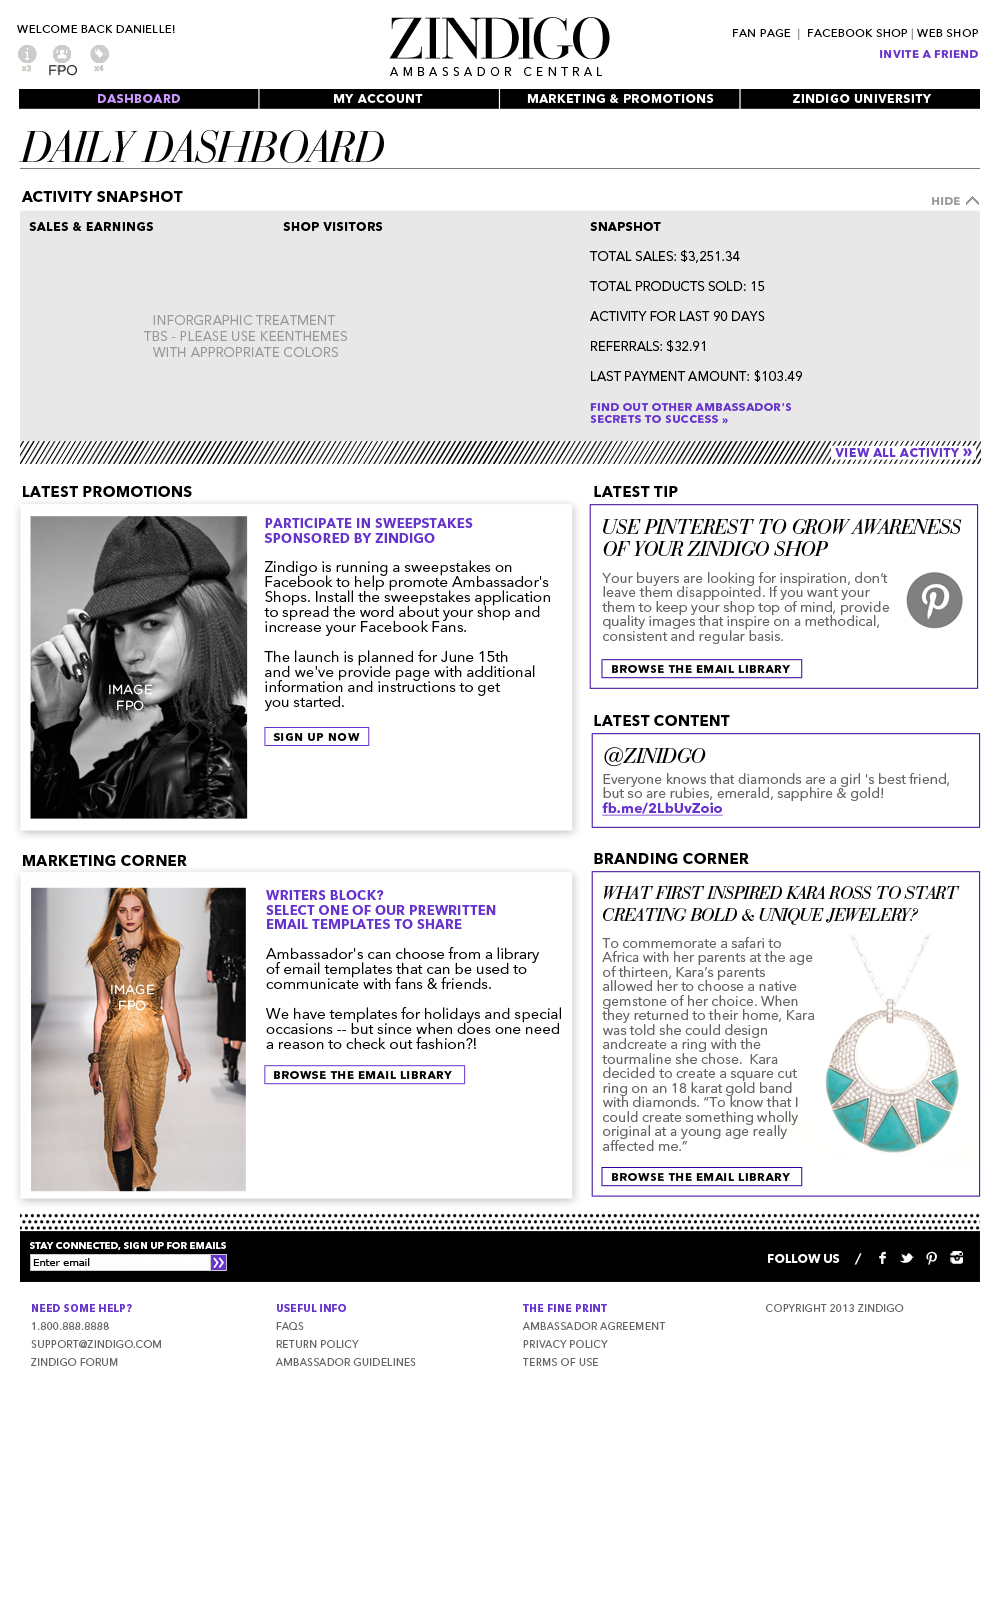 WELCOME BACK DANIELLE!
x3
FPO
x4
ZINDIGO
AMBASSADOR CENTRAL
FAN PAGE | FACEBOOK SHOP | WEB SHOP
INVITE A FRIEND
DASHBOARD
MY ACCOUNT
MARKETING & PROMOTIONS
ZINDIGO UNIVERSITY
DAILY DASHBOARD
ACTIVITY SNAPSHOT
HIDE
SALES & EARNINGS
SHOP VISITORS
INFORGRAPHIC TREATMENT
TBS - PLEASE USE KEENTHEMES
WITH APPROPRIATE COLORS
SNAPSHOT
TOTAL SALES: $3,251.34
TOTAL PRODUCTS SOLD: 15
ACTIVITY FOR LAST 90 DAYS
REFERRALS: $32.91
LAST PAYMENT AMOUNT: $103.49
FIND OUT OTHER AMBASSADOR'S
SECRETS TO SUCCESS »
VIEW ALL ACTIVITY »
LATEST PROMOTIONS
IMAGE
FPO
PARTICIPATE IN SWEEPSTAKES
SPONSORED BY ZINDIGO
Zindigo is running a sweepstakes on
Facebook to help promote Ambassador's
Shops. Install the sweepstakes application
to spread the word about your shop and
increase your Facebook Fans.
The launch is planned for June 15th
and we've provide page with additional
information and instructions to get
you started.
SIGN UP NOW
LATEST TIP
USE PINTEREST TO GROW AWARENESS
OF YOUR ZINDIGO SHOP
Your buyers are looking for inspiration, don’t
leave them disappointed. If you want your
them to keep your shop top of mind, provide
quality images that inspire on a methodical,
consistent and regular basis.
BROWSE THE EMAIL LIBRARY
LATEST CONTENT
@ZINIDGO
Everyone knows that diamonds are a girl 's best friend,
but so are rubies, emerald, sapphire & gold!
fb.me/2LbUvZoio
MARKETING CORNER
IMAGE
FPO
WRITERS BLOCK?
SELECT ONE OF OUR PREWRITTEN
EMAIL TEMPLATES TO SHARE
Ambassador's can choose from a library
of email templates that can be used to
communicate with fans & friends.
We have templates for holidays and special
occasions -- but since when does one need
a reason to check out fashion?!
BROWSE THE EMAIL LIBRARY
BRANDING CORNER
WHAT FIRST INSPIRED KARA ROSS TO START
CREATING BOLD & UNIQUE JEWELERY?
To commemorate a safari to
Africa with her parents at the age
of thirteen, Kara’s parents
allowed her to choose a native
gemstone of her choice. When
they returned to their home, Kara
was told she could design
andcreate a ring with the
tourmaline she chose. Kara
decided to create a square cut
ring on an 18 karat gold band
with diamonds. “To know that I
could create something wholly
original at a young age really
affected me.”
BROWSE THE EMAIL LIBRARY
STAY CONNECTED, SIGN UP FOR EMAILS
Enter email
FOLLOW US /
NEED SOME HELP?
1.800.888.8888
SUPPORT@ZINDIGO.COM
ZINDIGO FORUM
USEFUL INFO
FAQS
RETURN POLICY
AMBASSADOR GUIDELINES
THE FINE PRINT
AMBASSADOR AGREEMENT
PRIVACY POLICY
TERMS OF USE
COPYRIGHT 2013 ZINDIGO